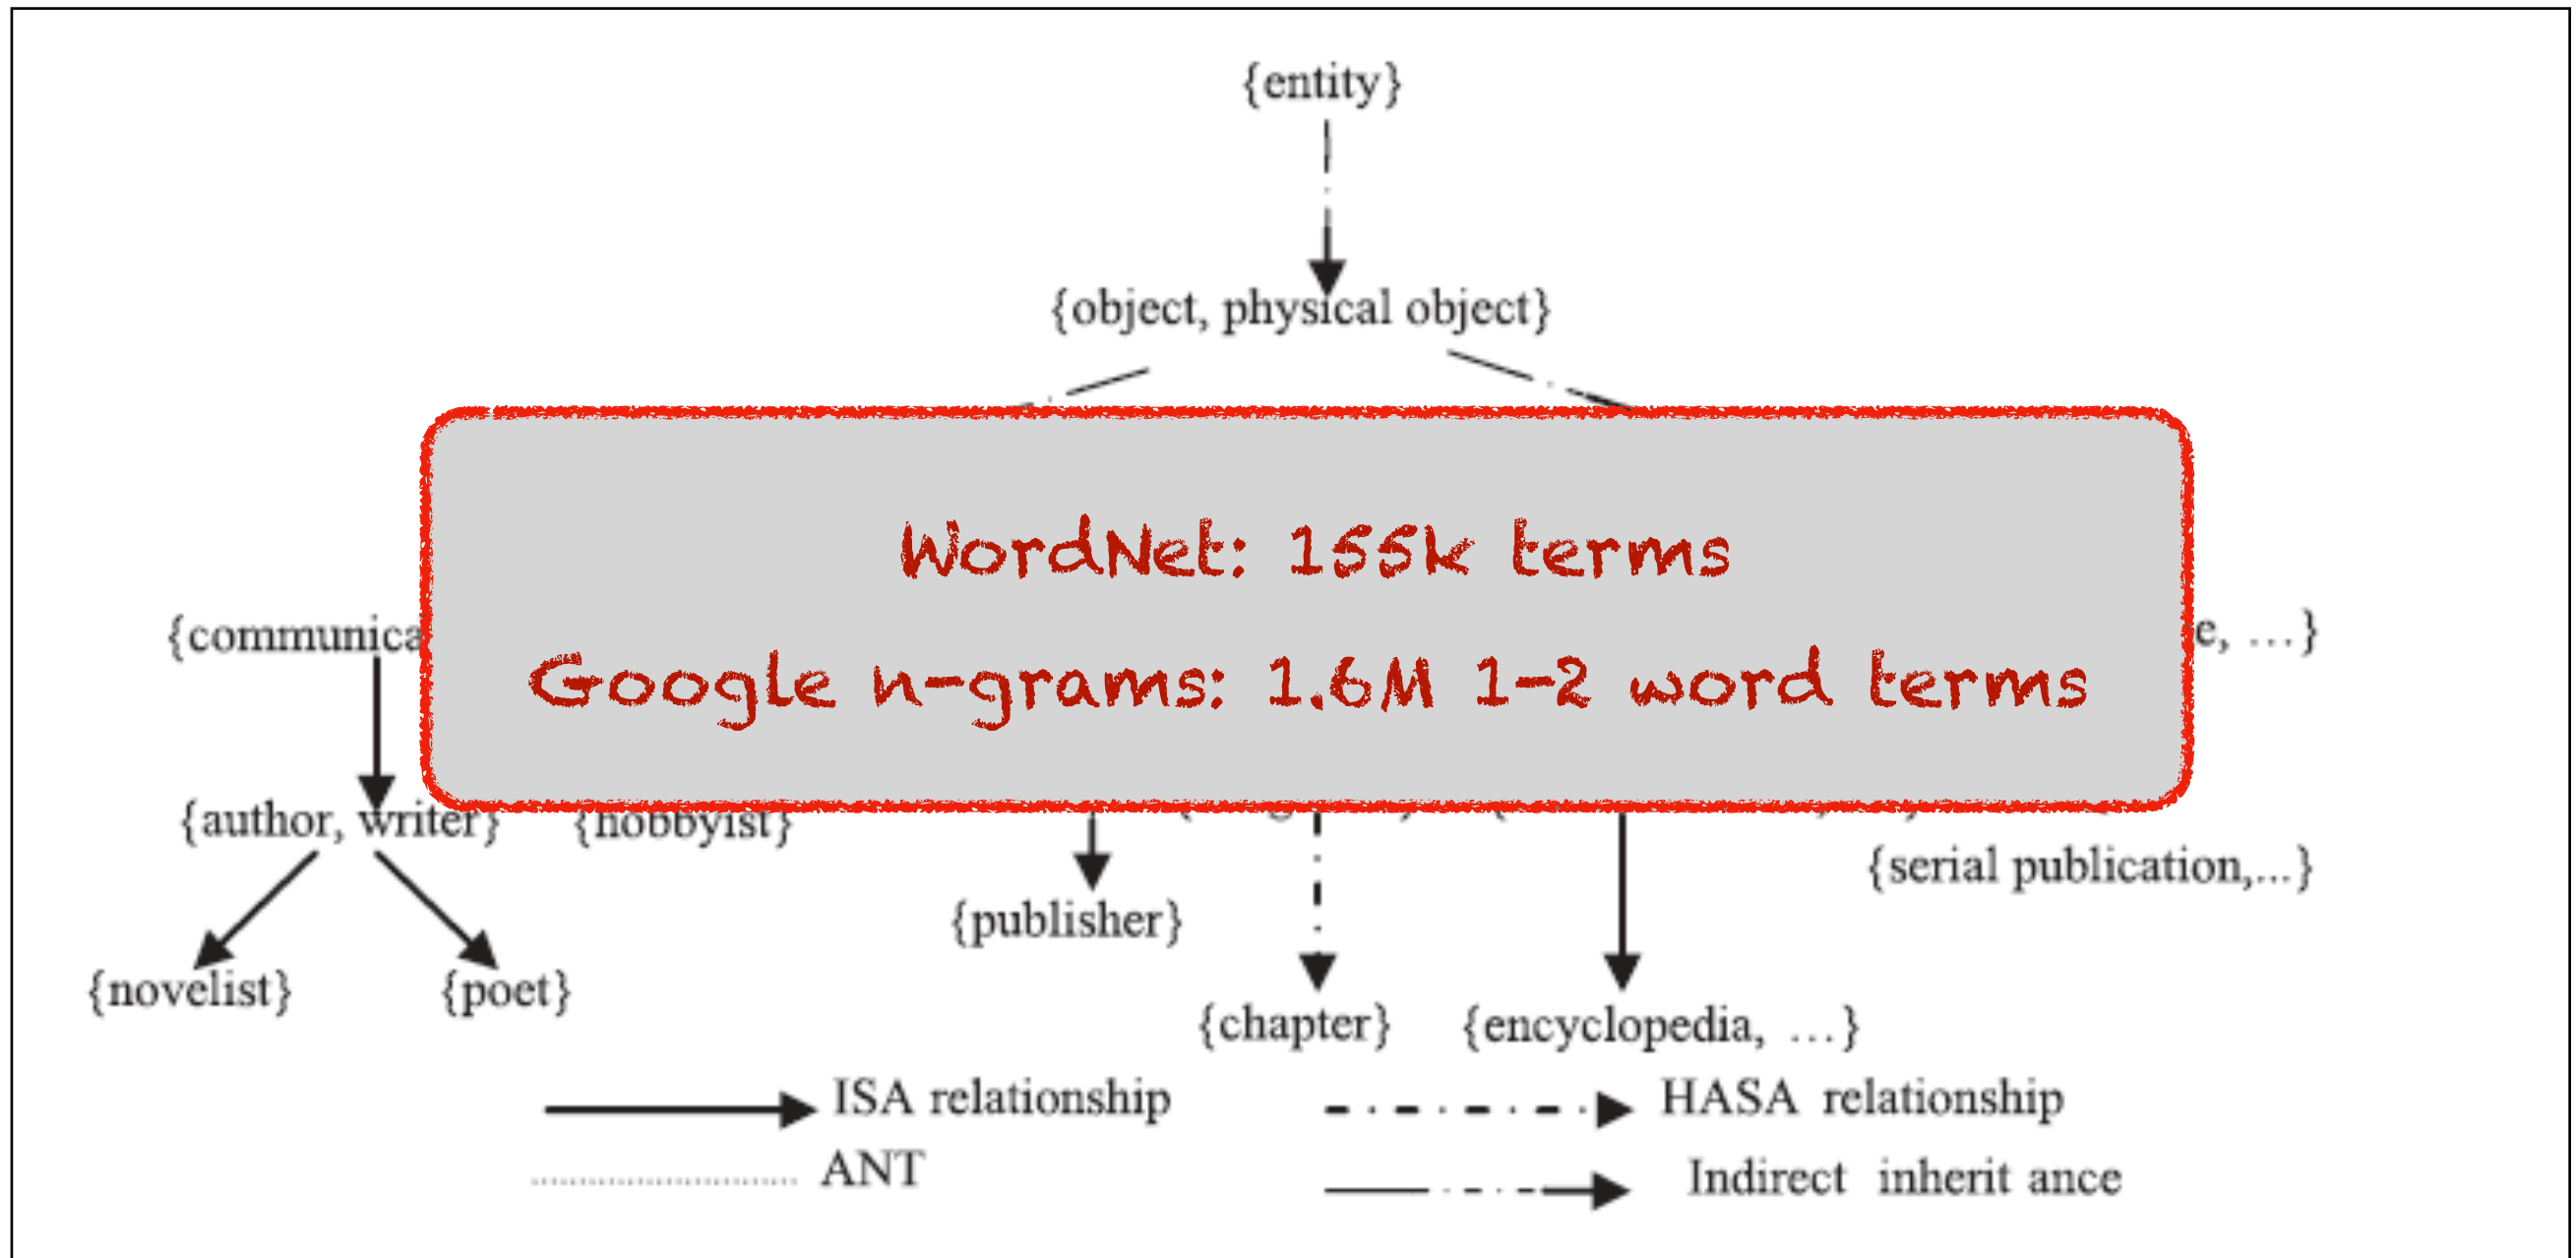 {entity}
{object, physical object}
WordNet: 155k terms
{communica
e, ...}
Google n-grams: 1.6M 1-2 word terms
{author, writer}
{hobbyist}
{serial publication,...}
{publisher}
{novelist}
{poet}
{chapter}
{encyclopedia, ...}
ISA relationship
HASA relationship
ANT
Indirect inherit ance